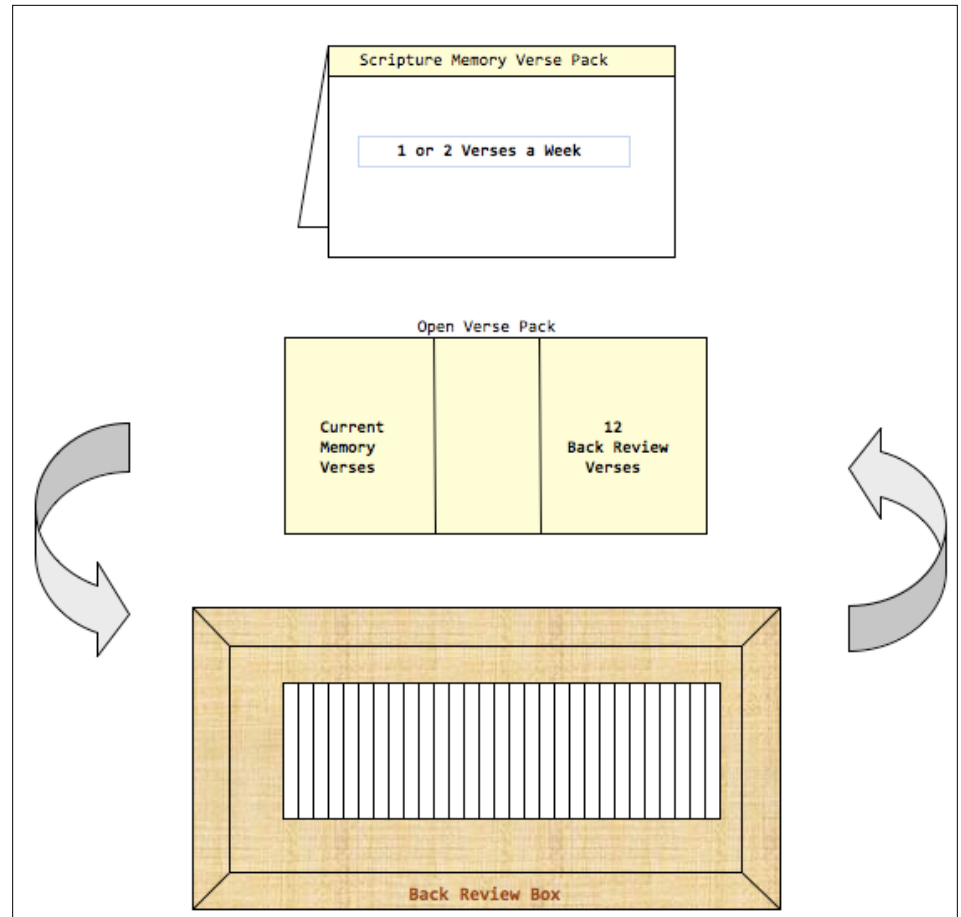 Scripture Memory Verse Pack
1 or 2 Verses a Week
Open Verse Pack
Current
Memory
Verses
12
Back Review
Verses
Back Review Box